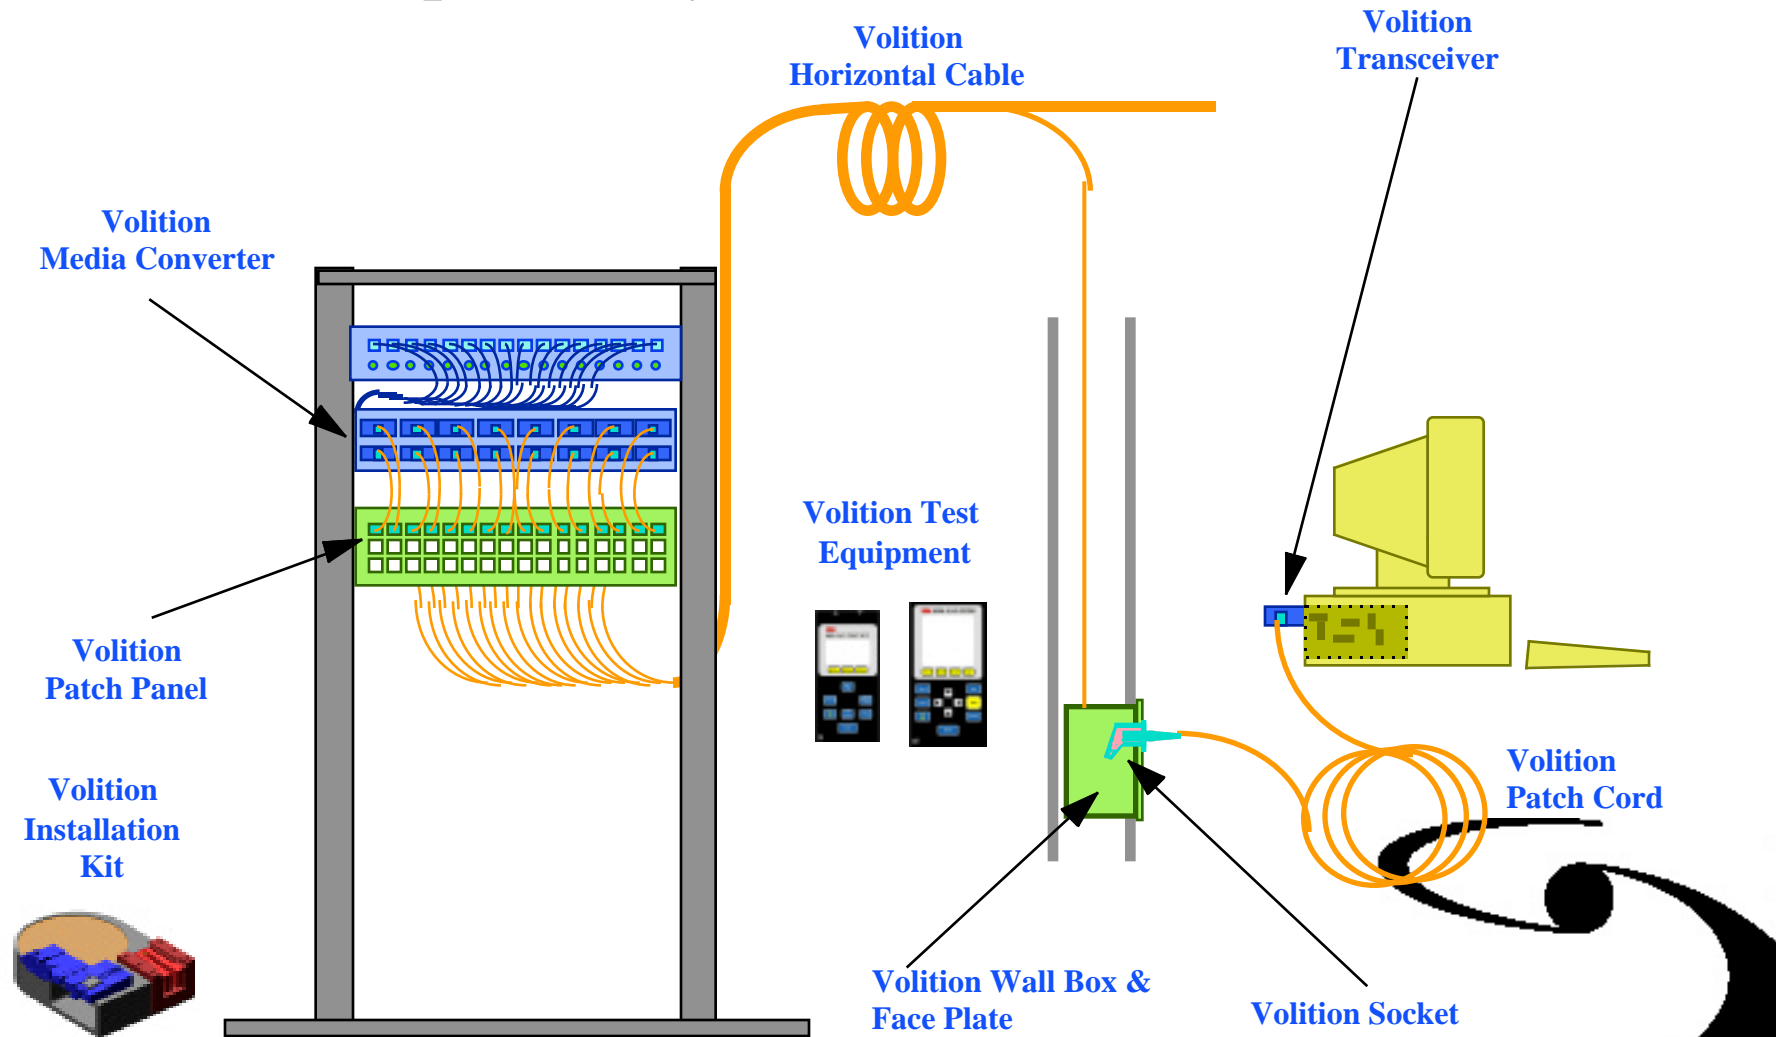 Volition
Transceiver
Volition
Horizontal Cable
Volition
Media Converter
Volition Test
Equipment
Volition
Patch Panel
Volition
Patch Cord
Volition
Installation
Kit
Volition Wall Box &
Face Plate
Volition Socket